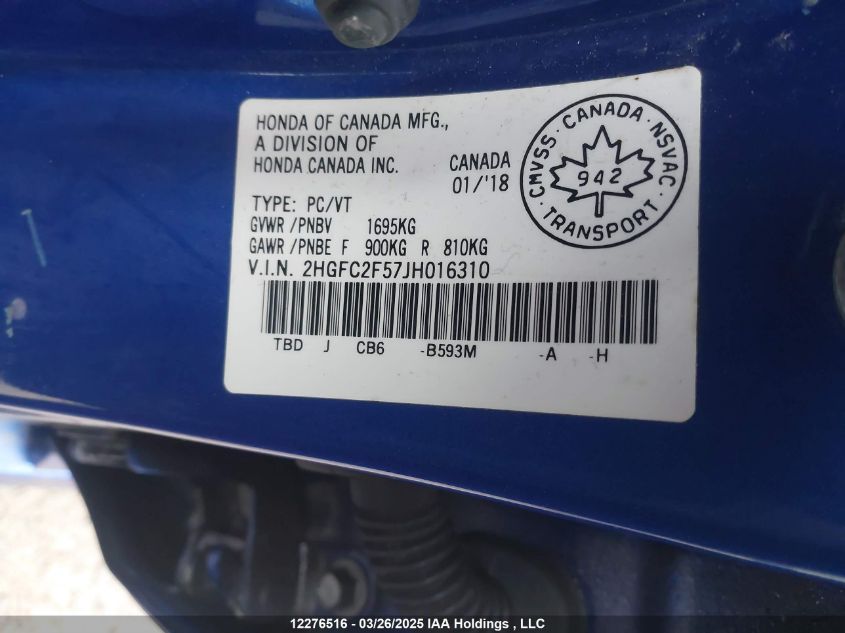 HONDA OF CANADA MFG.,
A DIVISION OF
HONDA CANADA INC. CANADA
01/'18
TYPE: PC/VT
GVWR /PNBV 1695KG
GAWR /PNBE F 900KG R 810KG
V.I.N. 2HGFC2F57JH016310
TBD J CB6 -B593M -A -H
CMVSS · CANADA · NSVAC
942
· TRANSPORT ·
12276516 - 03/26/2025 IAA Holdings , LLC